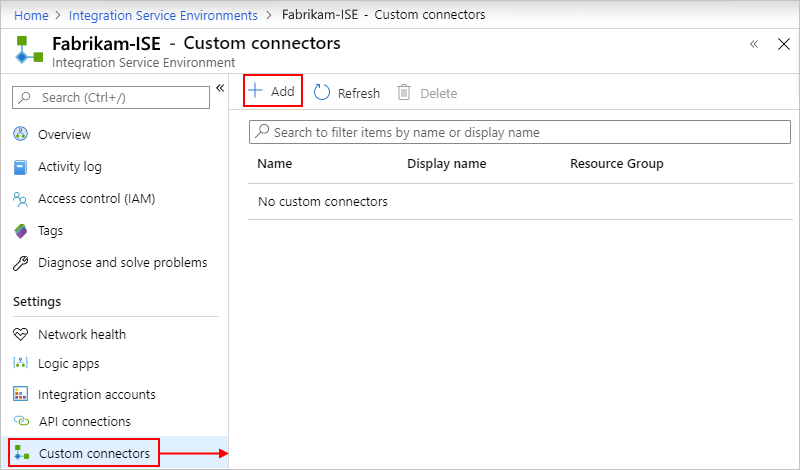 Home > Integration Service Environments > Fabrikam-ISE - Custom connectors
Fabrikam-ISE - Custom connectors
Integration Service Environment
Search (Ctrl+/)
Overview
Activity log
Access control (IAM)
Tags
Diagnose and solve problems
Settings
Network health
Logic apps
Integration accounts
API connections
Custom connectors
Add Refresh Delete
Search to filter items by name or display name
Name Display name Resource Group
No custom connectors